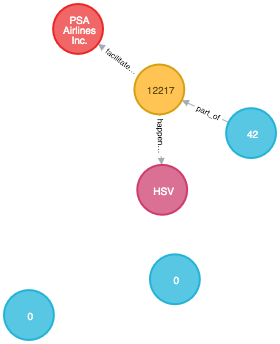 PSA
Airlines
Inc.
facilitate...
12217
part_of
42
happen...
HSV
0
0